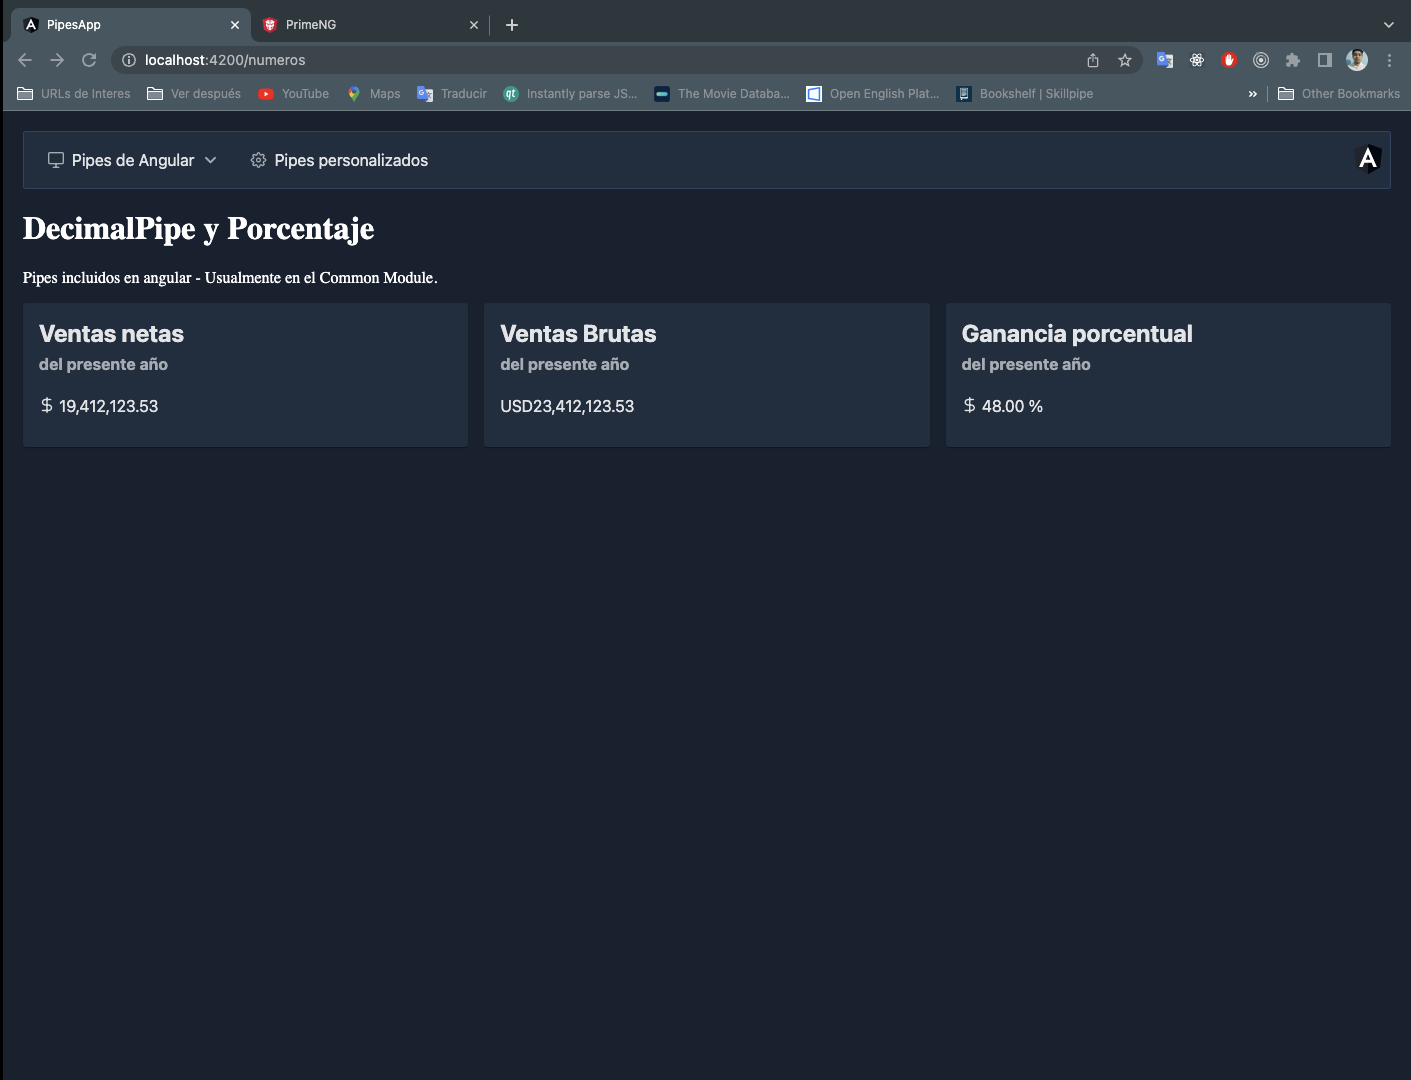 PipesApp
PrimeNG
localhost:4200/numeros
URLs de Interes
Ver después
YouTube
Maps
Traducir
Instantly parse JS...
The Movie Databa...
Open English Plat...
Bookshelf | Skillpipe
»
Other Bookmarks
Pipes de Angular
Pipes personalizados
DecimalPipe y Porcentaje
Pipes incluidos en angular - Usualmente en el Common Module.
Ventas netas
del presente año
$ 19,412,123.53
Ventas Brutas
del presente año
USD23,412,123.53
Ganancia porcentual
del presente año
$ 48.00 %